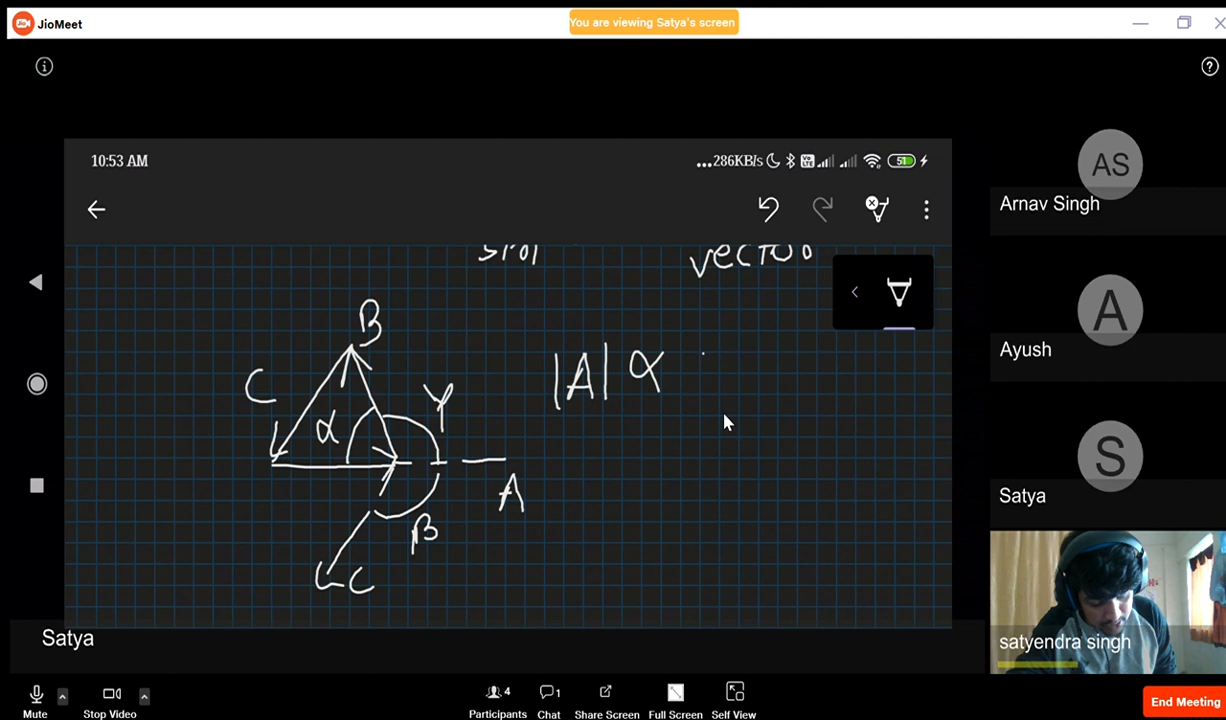 JioMeet
You are viewing Satya's screen
10:53 AM
...286KB/s
51
AS
Arnav Singh
vector
B
C
α
γ
|A| α
A
A
Ayush
β
C
S
Satya
satyendra singh
Satya
4
1
Mute
Stop Video
Participants
Chat
Share Screen
Full Screen
Self View
End Meeting